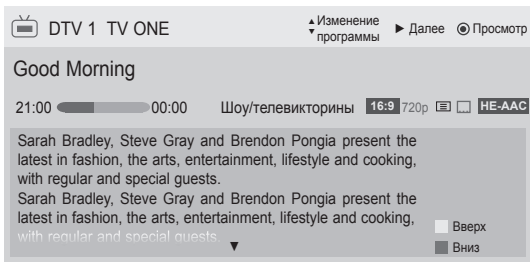 DTV 1 TV ONE
▲▼ Изменение программы ► Далее ◉ Просмотр
Good Morning
21:00 00:00 Шоу/телевикторины 16:9 720p HE-AAC
Sarah Bradley, Steve Gray and Brendon Pongia present the
latest in fashion, the arts, entertainment, lifestyle and cooking,
with regular and special guests.
Sarah Bradley, Steve Gray and Brendon Pongia present the
latest in fashion, the arts, entertainment, lifestyle and cooking,
with regular and special guests.
▼
Вверх
Вниз